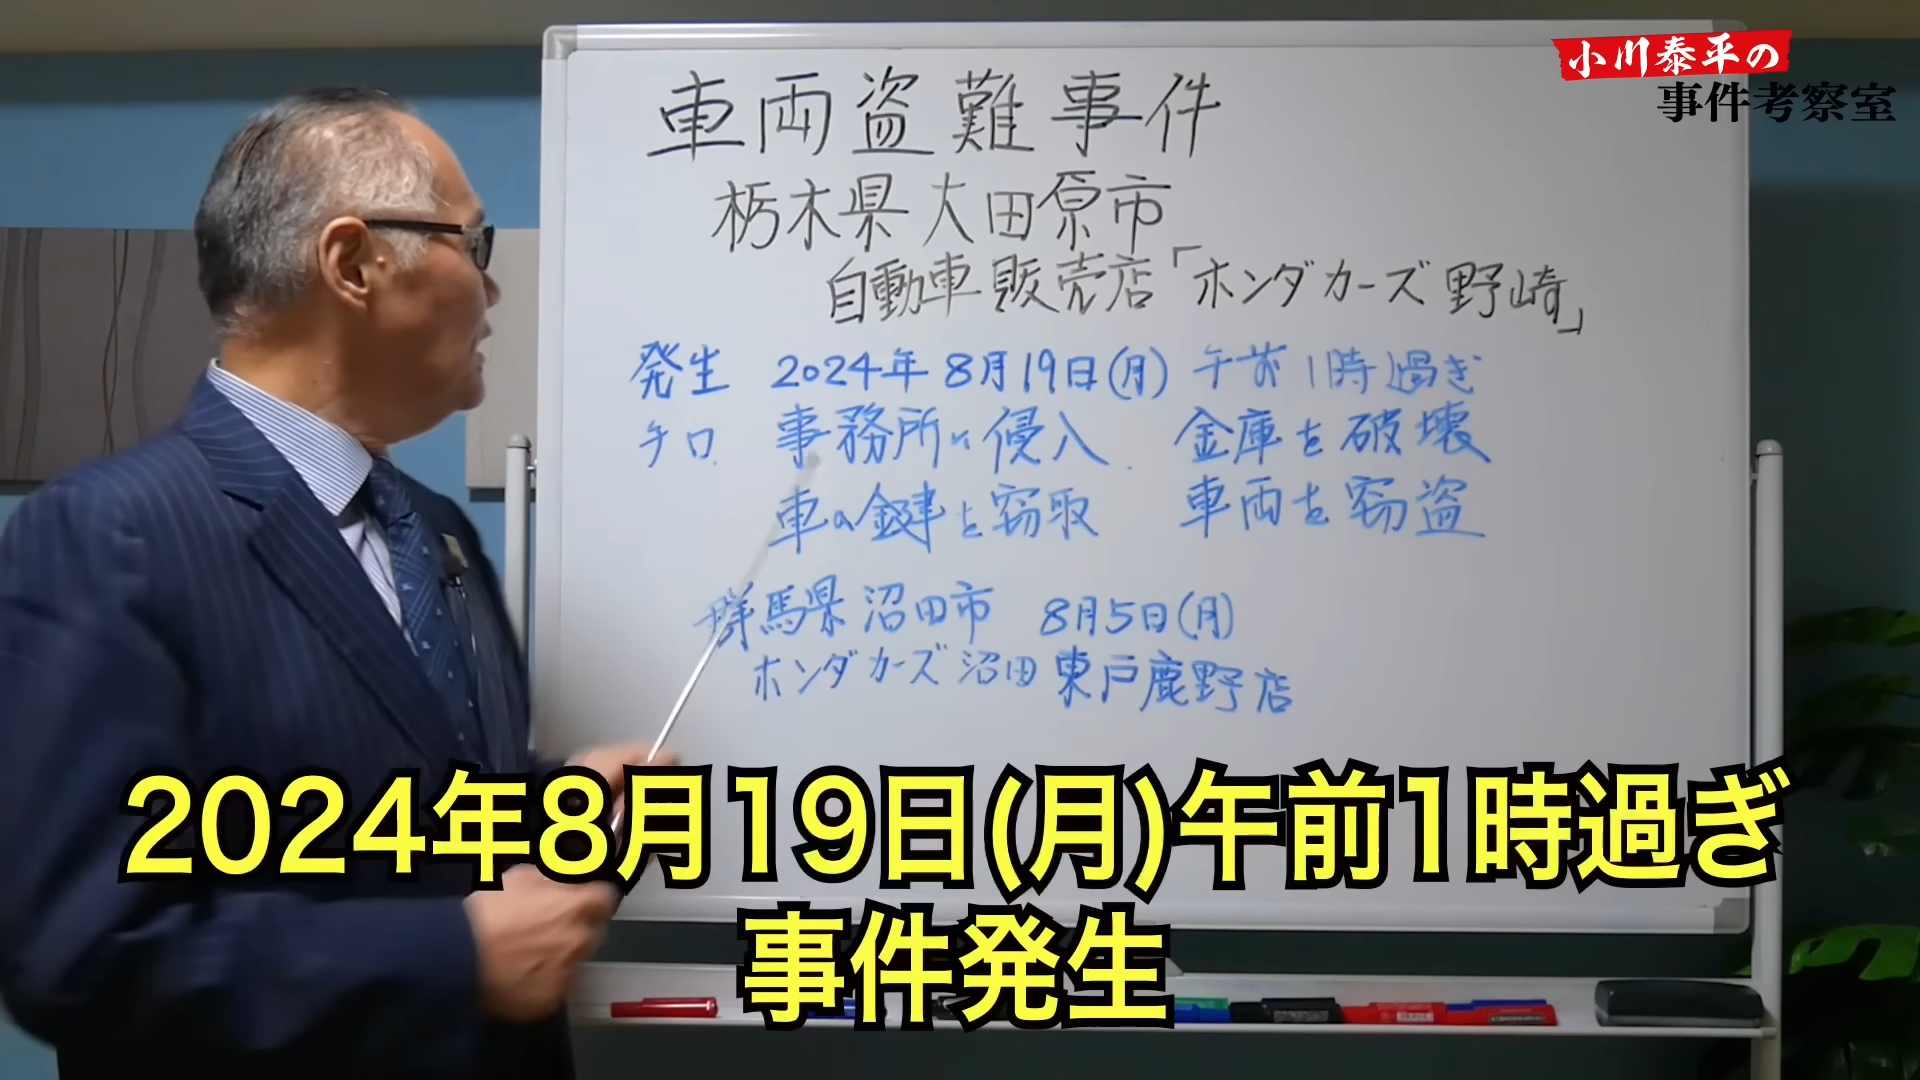 小川泰平の
事件考察室
車両盗難事件
栃木県大田原市
自動車販売店「ホンダカーズ野崎」
発生 2024年8月19日(月) 午前1時過ぎ
手口 事務所に侵入 金庫を破壊
車の鍵を窃取 車両を窃盗
群馬県沼田市 8月5日(月)
ホンダカーズ沼田東戸鹿野店
2024年8月19日(月)午前1時過ぎ
事件発生